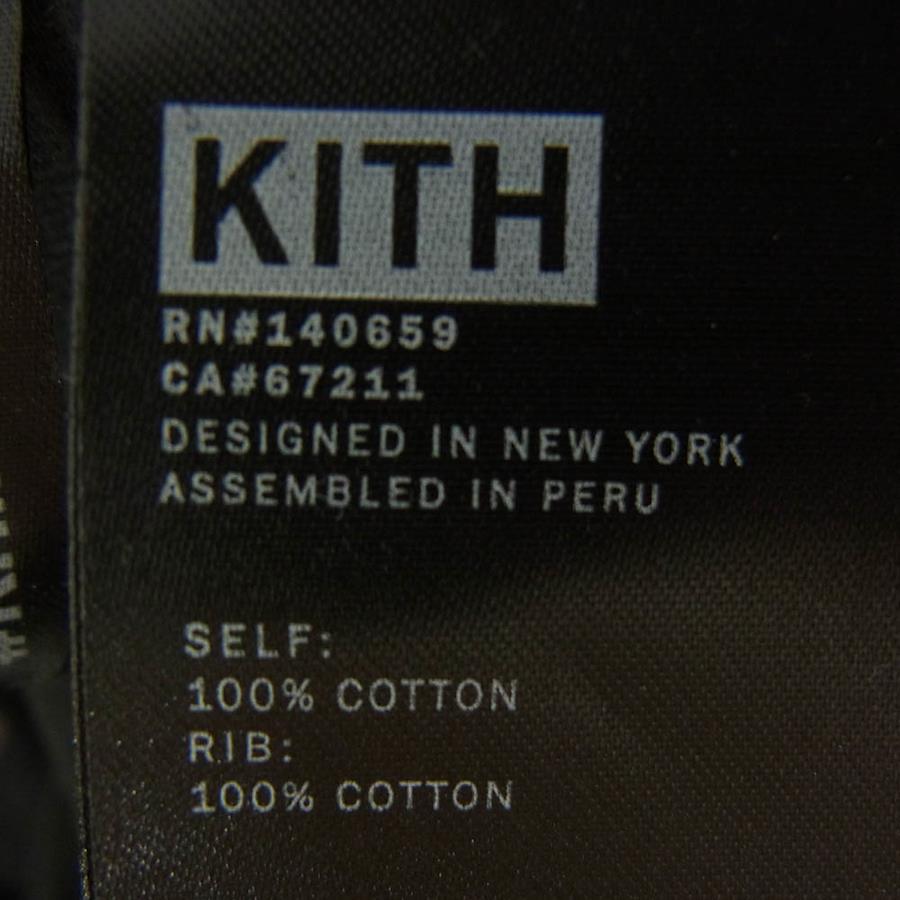 KITH
RN#140659
CA#67211
DESIGNED IN NEW YORK
ASSEMBLED IN PERU
SELF:
100% COTTON
RIB:
100% COTTON